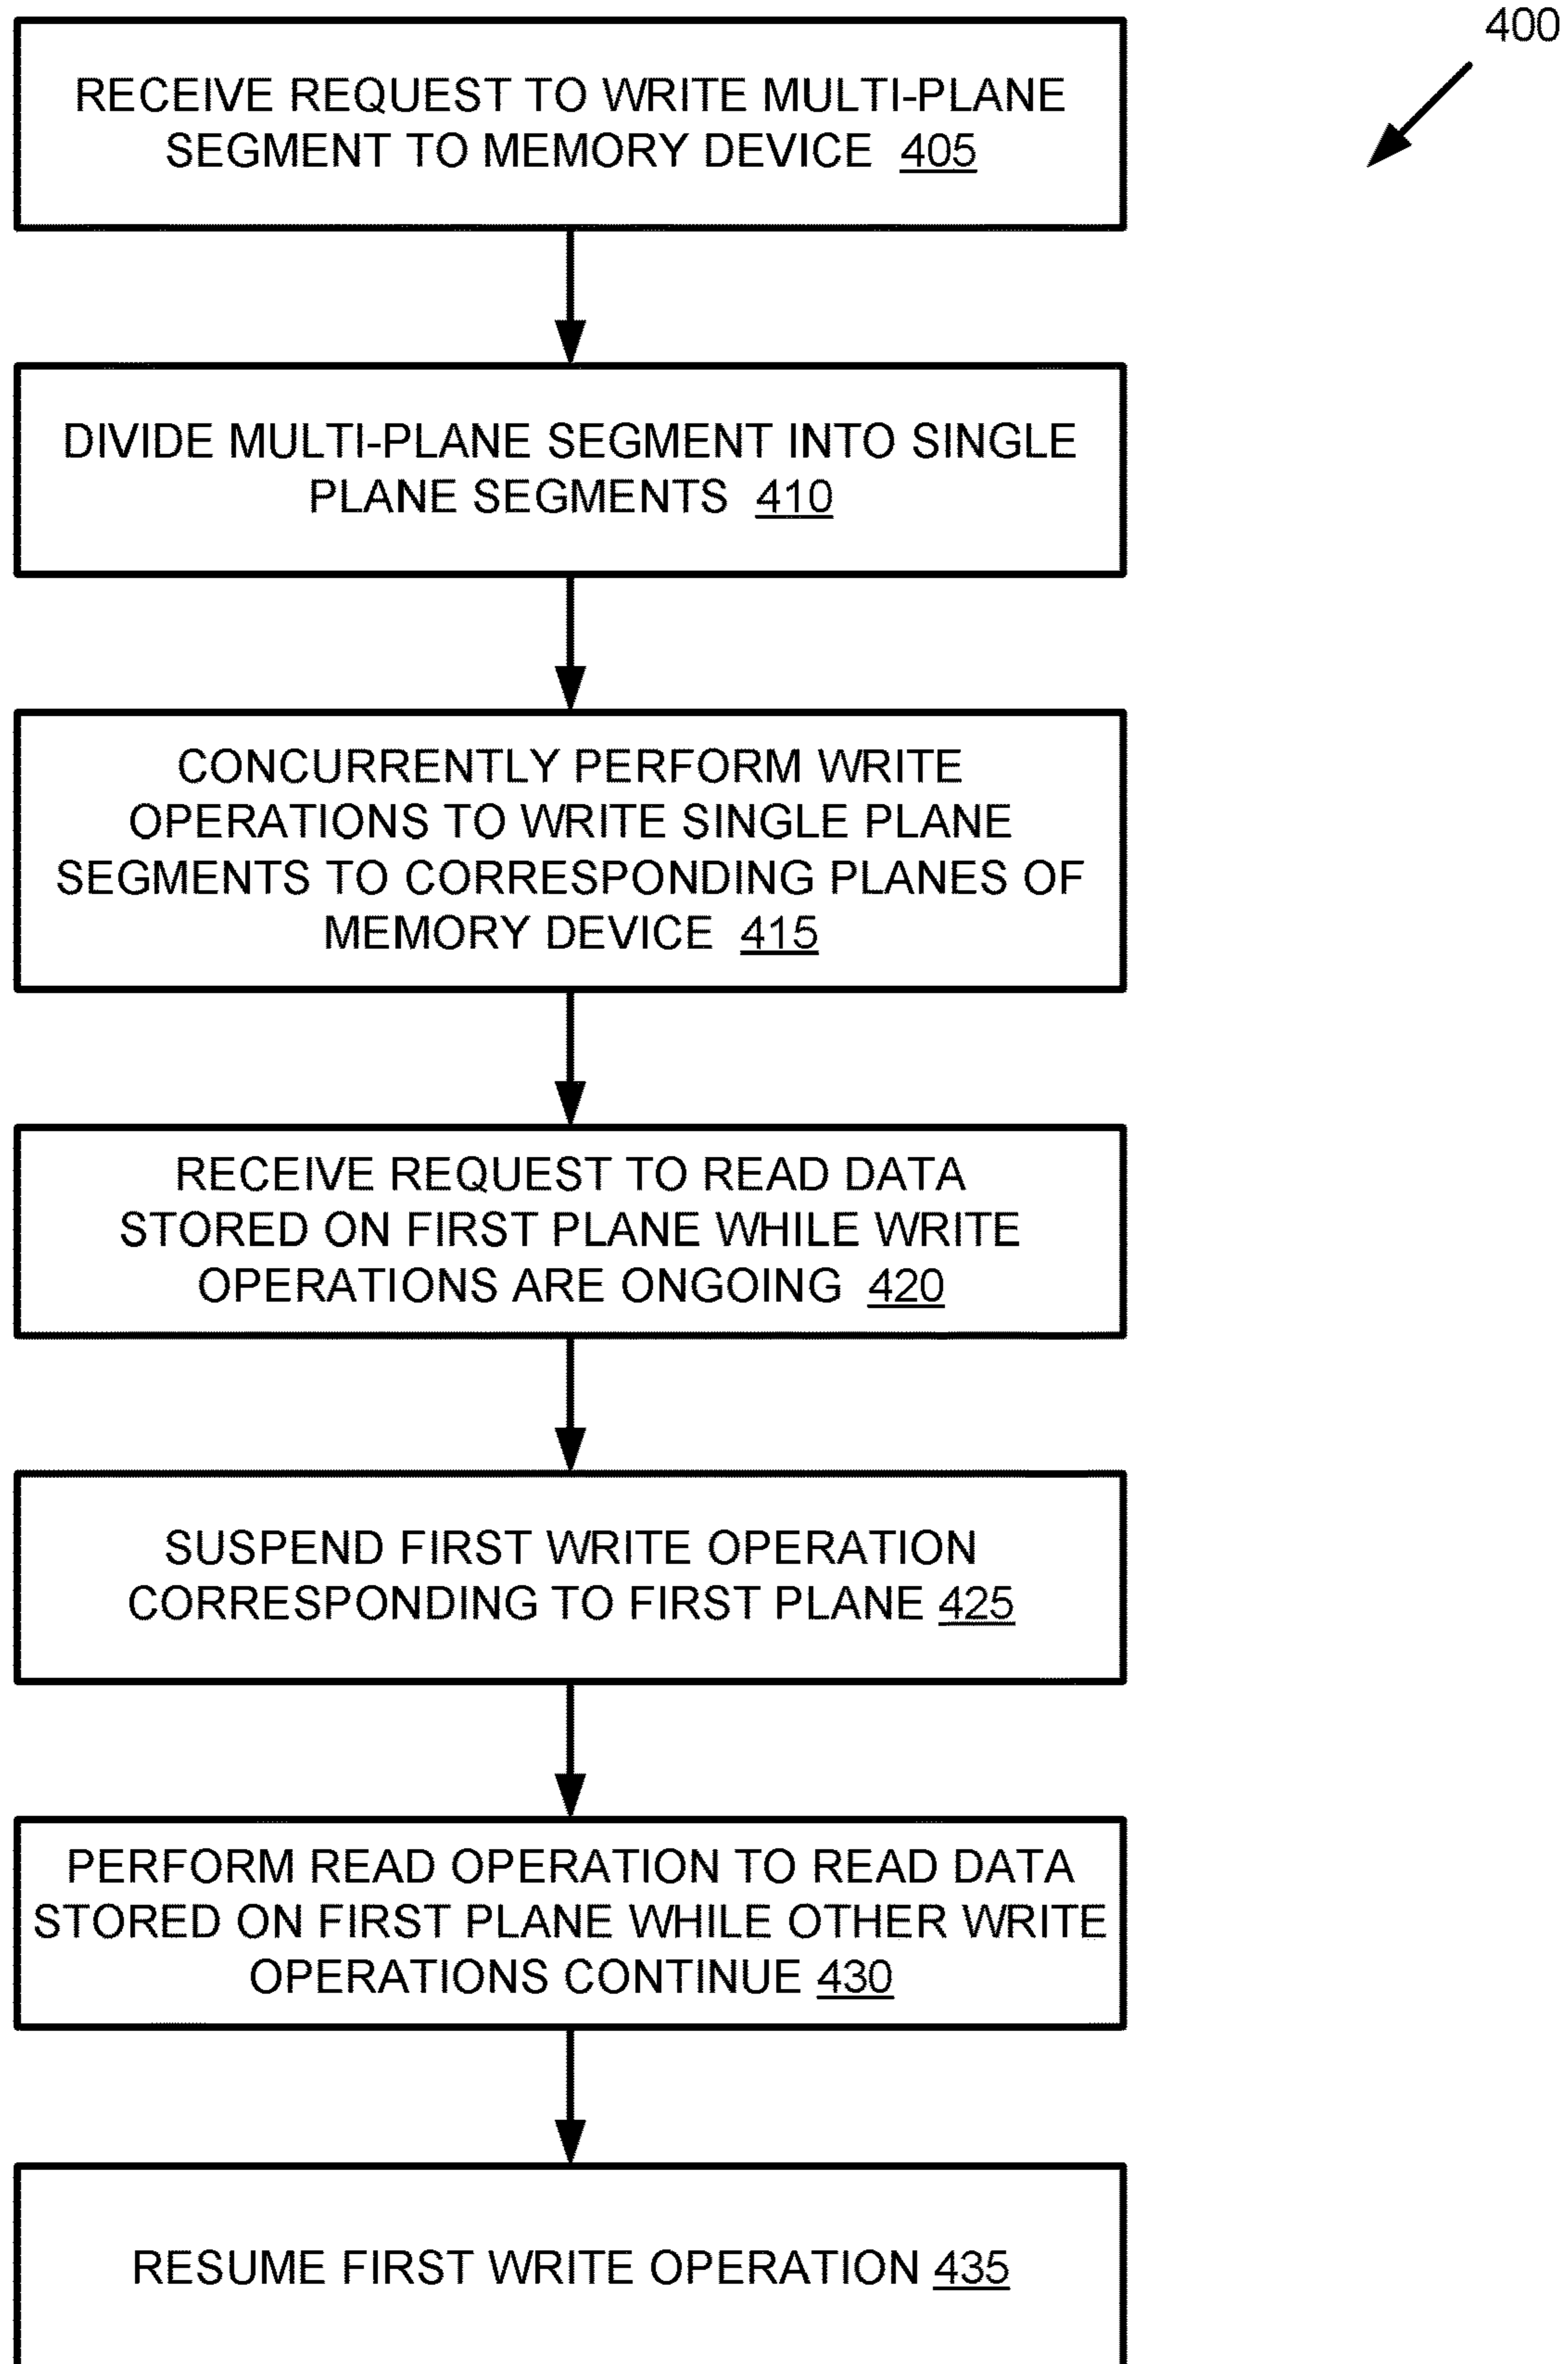 400
RECEIVE REQUEST TO WRITE MULTI-PLANE
SEGMENT TO MEMORY DEVICE 405
DIVIDE MULTI-PLANE SEGMENT INTO SINGLE
PLANE SEGMENTS 410
CONCURRENTLY PERFORM WRITE
OPERATIONS TO WRITE SINGLE PLANE
SEGMENTS TO CORRESPONDING PLANES OF
MEMORY DEVICE 415
RECEIVE REQUEST TO READ DATA
STORED ON FIRST PLANE WHILE WRITE
OPERATIONS ARE ONGOING 420
SUSPEND FIRST WRITE OPERATION
CORRESPONDING TO FIRST PLANE 425
PERFORM READ OPERATION TO READ DATA
STORED ON FIRST PLANE WHILE OTHER WRITE
OPERATIONS CONTINUE 430
RESUME FIRST WRITE OPERATION 435